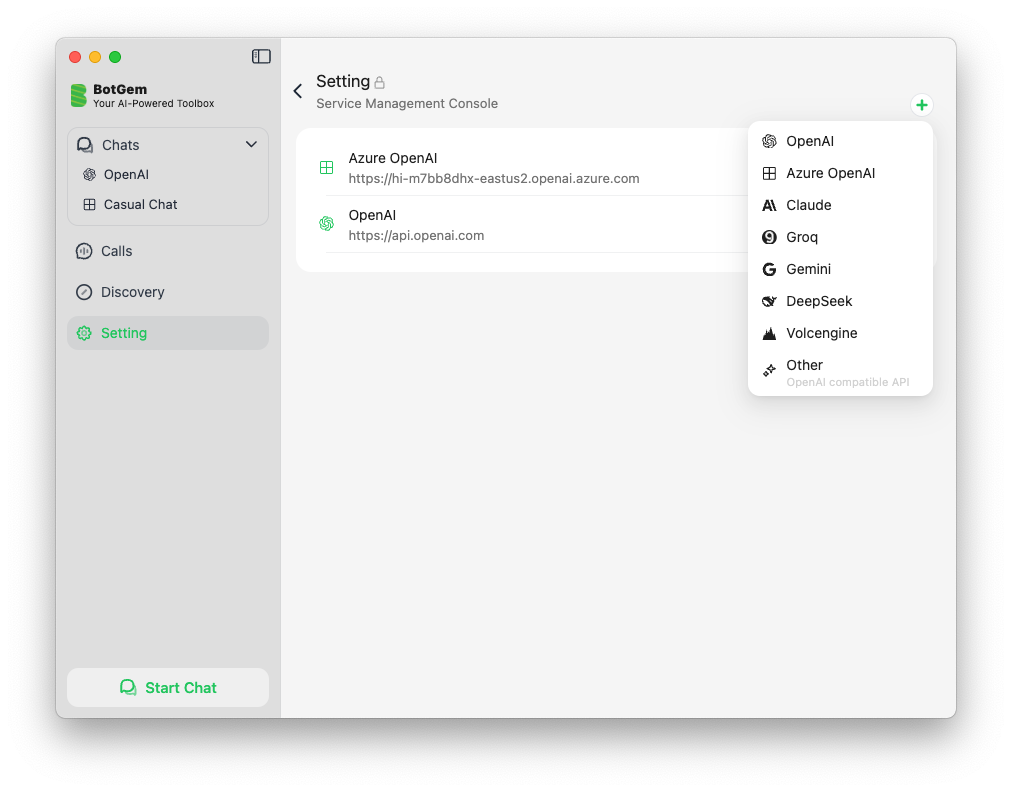 BotGem
Your AI-Powered Toolbox
Chats
OpenAI
Casual Chat
Calls
Discovery
Setting
Start Chat
Setting
Service Management Console
Azure OpenAI
https://hi-m7bb8dhx-eastus2.openai.azure.com
OpenAI
https://api.openai.com
OpenAI
Azure OpenAI
Claude
Groq
Gemini
DeepSeek
Volcengine
Other
OpenAI compatible API